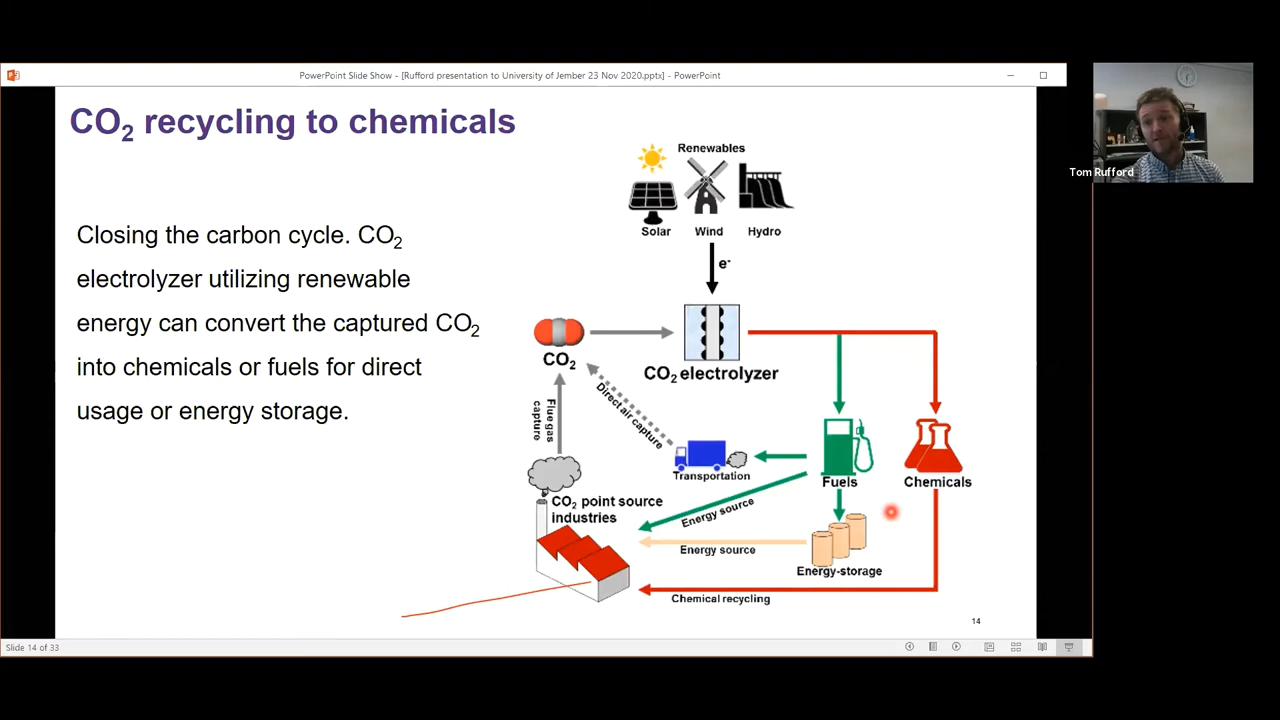 PowerPoint Slide Show - [Rufford presentation to University of Jember 23 Nov 2020.pptx] - PowerPoint
CO2 recycling to chemicals
Closing the carbon cycle. CO2
electrolyzer utilizing renewable
energy can convert the captured CO2
into chemicals or fuels for direct
usage or energy storage.
Renewables
Solar
Wind
Hydro
e-
CO2
CO2 electrolyzer
Flue gas
capture
Direct air capture
Transportation
Fuels
Chemicals
CO2 point source
industries
Energy source
Energy source
Energy-storage
Chemical recycling
14
Slide 14 of 33
Tom Rufford